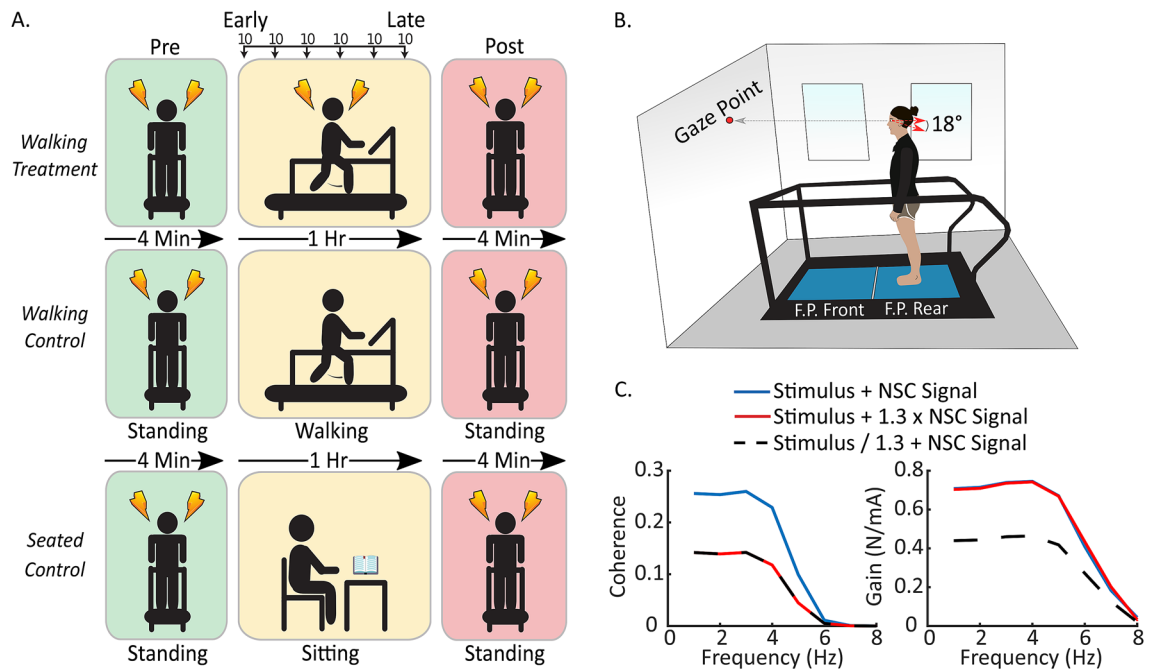 A.
Early
Late
10 10 10 10 10 10
Pre
Post
Walking
Treatment
4 Min
1 Hr
4 Min
Walking
Control
Standing
Walking
Standing
4 Min
1 Hr
4 Min
Seated
Control
Standing
Sitting
Standing
B.
Gaze Point
18°
F.P. Front
F.P. Rear
C.
Stimulus + NSC Signal
Stimulus + 1.3 x NSC Signal
Stimulus / 1.3 + NSC Signal
Coherence
0.3
0.2
0.1
0
0 2 4 6 8
Frequency (Hz)
Gain (N/mA)
0.8
0.6
0.4
0.2
0
0 2 4 6 8
Frequency (Hz)